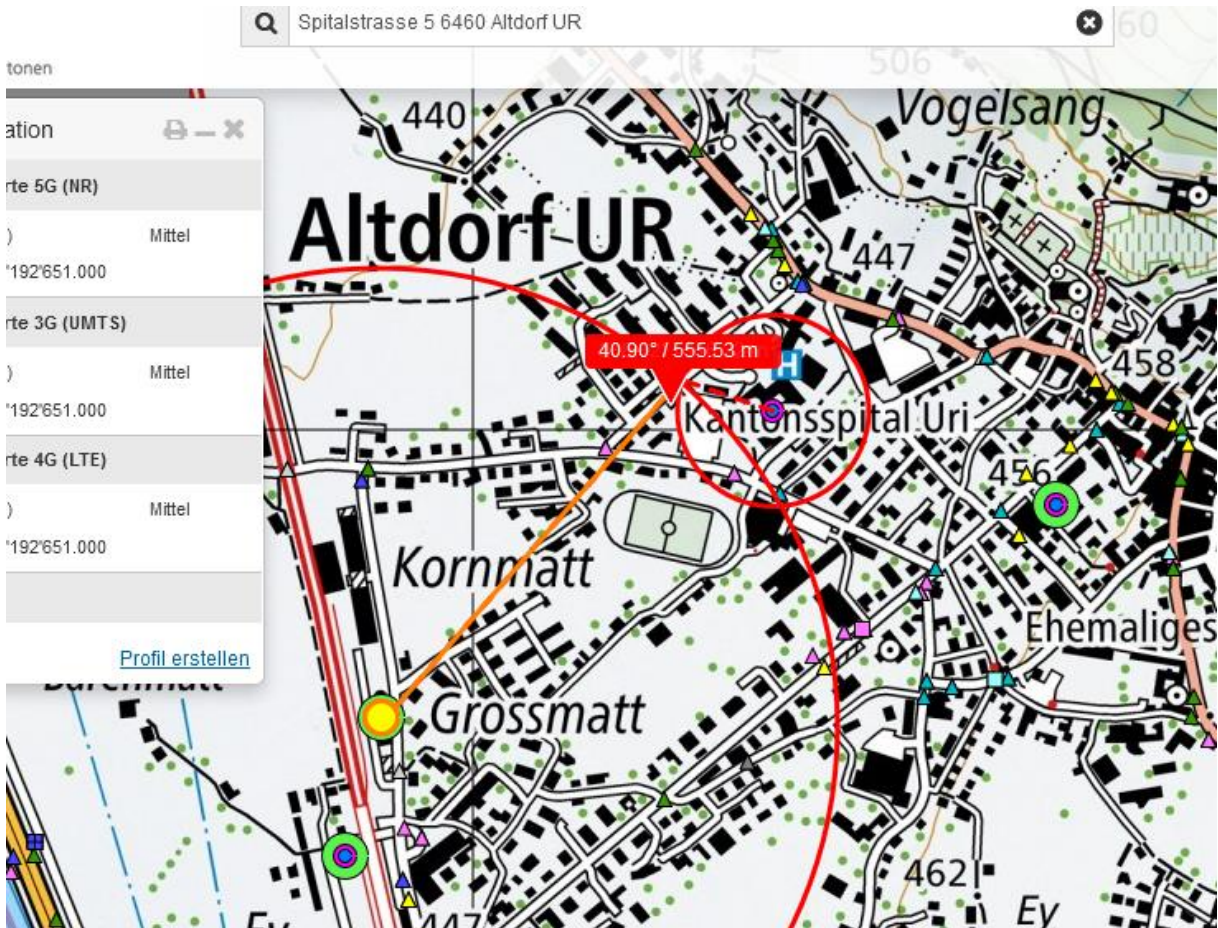 Spitalstrasse 5 6460 Altdorf UR
60
tonen
506
ation
rte 5G (NR)
) Mittel
"192'651.000
rte 3G (UMTS)
) Mittel
"192'651.000
rte 4G (LTE)
) Mittel
"192'651.000
Profil erstellen
Vogelsang
440
Altdorf UR
447
40.90° / 555.53 m
H
458
Kantonsspital Uri
456
Kornmatt
Ehemaliges
Grossmatt
462
Ey
447
Ey